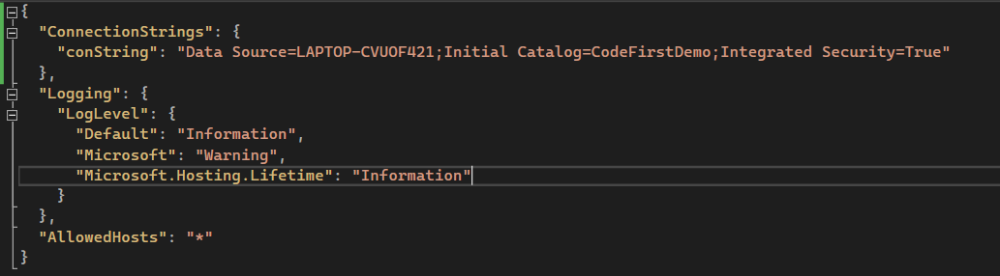 {
  "ConnectionStrings": {
    "conString": "Data Source=LAPTOP-CVUOF421;Initial Catalog=CodeFirstDemo;Integrated Security=True"
  },
  "Logging": {
    "LogLevel": {
      "Default": "Information",
      "Microsoft": "Warning",
      "Microsoft.Hosting.Lifetime": "Information"
    }
  },
  "AllowedHosts": "*"
}